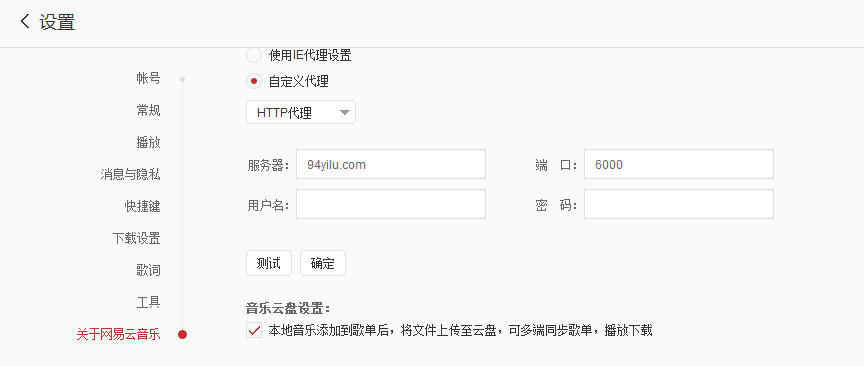 设置
使用IE代理设置
帐号
自定义代理
常规
HTTP代理
播放
服务器： 94yilu.com 端 口： 6000
消息与隐私
快捷键
用户名： 密 码：
下载设置
歌词
测试 确定
工具
音乐云盘设置：
关于网易云音乐
本地音乐添加到歌单后，将文件上传至云盘，可多端同步歌单，播放下载